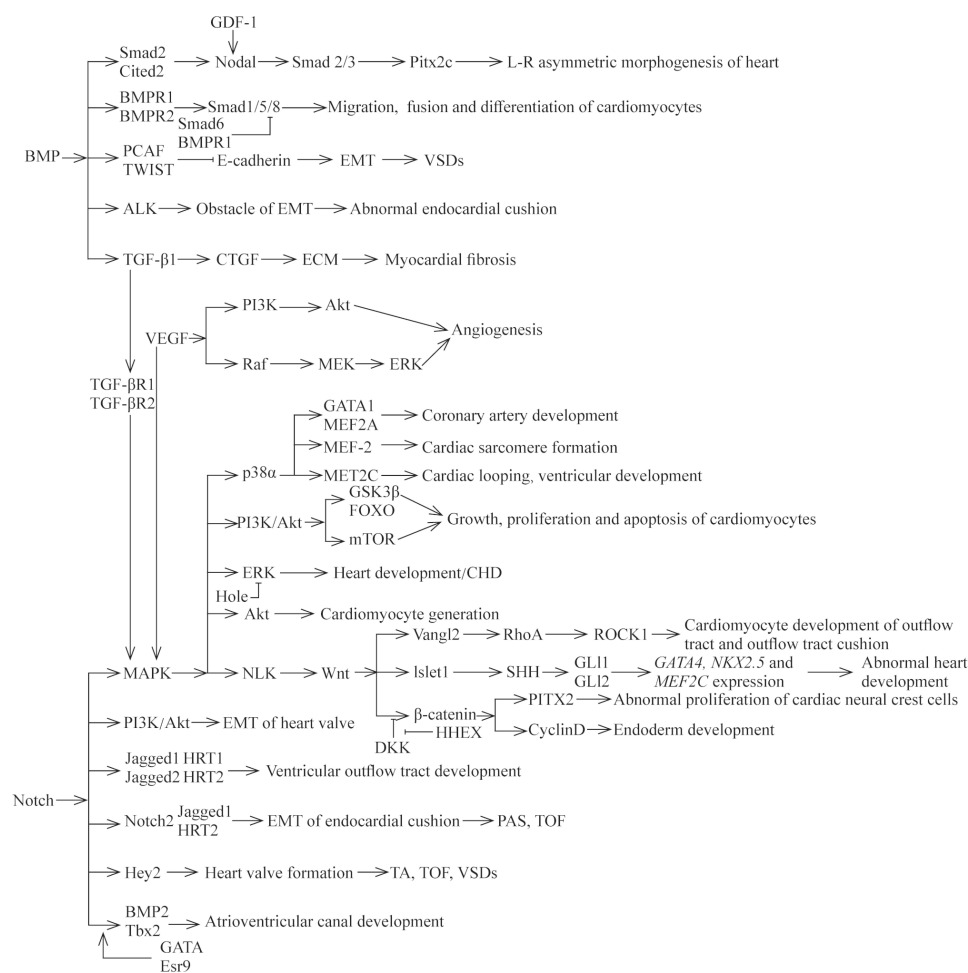 GDF-1
Smad2
Cited2
Nodal
Smad 2/3
Pitx2c
L-R asymmetric morphogenesis of heart
BMPR1
BMPR2
Smad1/5/8
Migration, fusion and differentiation of cardiomyocytes
Smad6
BMPR1
BMP
PCAF
TWIST
E-cadherin
EMT
VSDs
ALK
Obstacle of EMT
Abnormal endocardial cushion
TGF-β1
CTGF
ECM
Myocardial fibrosis
VEGF
PI3K
Akt
Angiogenesis
Raf
MEK
ERK
TGF-βR1
TGF-βR2
p38α
GATA1
MEF2A
Coronary artery development
MEF-2
Cardiac sarcomere formation
MET2C
Cardiac looping, ventricular development
PI3K/Akt
GSK3β
FOXO
mTOR
Growth, proliferation and apoptosis of cardiomyocytes
ERK
Heart development/CHD
Hole
Akt
Cardiomyocyte generation
MAPK
NLK
Wnt
Vangl2
RhoA
ROCK1
Cardiomyocyte development of outflow
tract and outflow tract cushion
Islet1
SHH
GLI1
GLI2
GATA4, NKX2.5 and
MEF2C expression
Abnormal heart
development
β-catenin
HHEX
DKK
PITX2
Abnormal proliferation of cardiac neural crest cells
CyclinD
Endoderm development
Notch
PI3K/Akt
EMT of heart valve
Jagged1 HRT1
Jagged2 HRT2
Ventricular outflow tract development
Notch2
Jagged1
HRT2
EMT of endocardial cushion
PAS, TOF
Hey2
Heart valve formation
TA, TOF, VSDs
BMP2
Tbx2
Atrioventricular canal development
GATA
Esr9